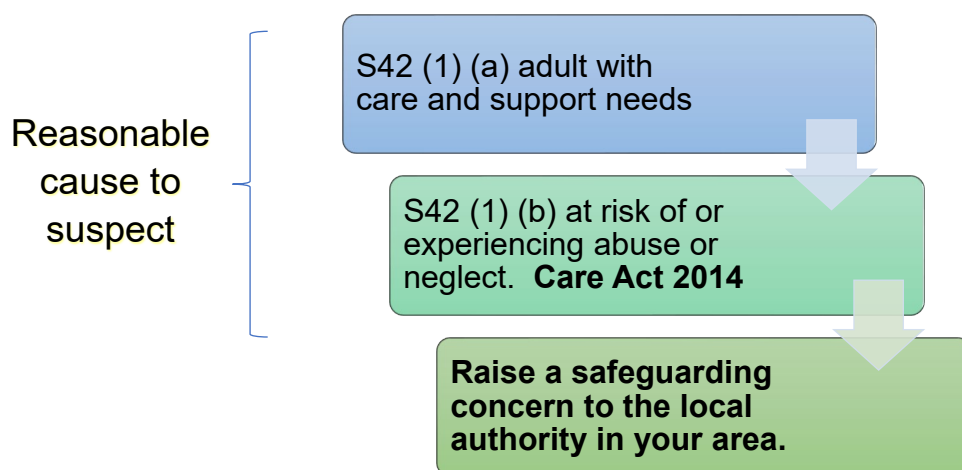 Reasonable
cause to
suspect
S42 (1) (a) adult with
care and support needs
S42 (1) (b) at risk of or
experiencing abuse or
neglect.  Care Act 2014
Raise a safeguarding
concern to the local
authority in your area.